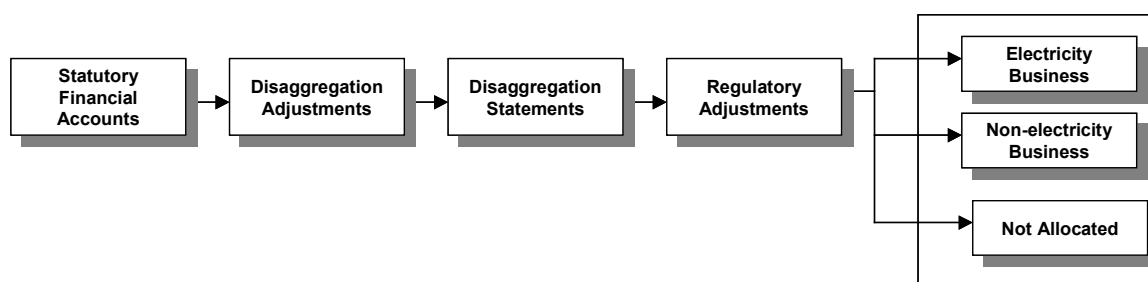 Statutory
Financial
Accounts
Disaggregation
Adjustments
Disaggregation
Statements
Regulatory
Adjustments
Electricity
Business
Non-electricity
Business
Not Allocated